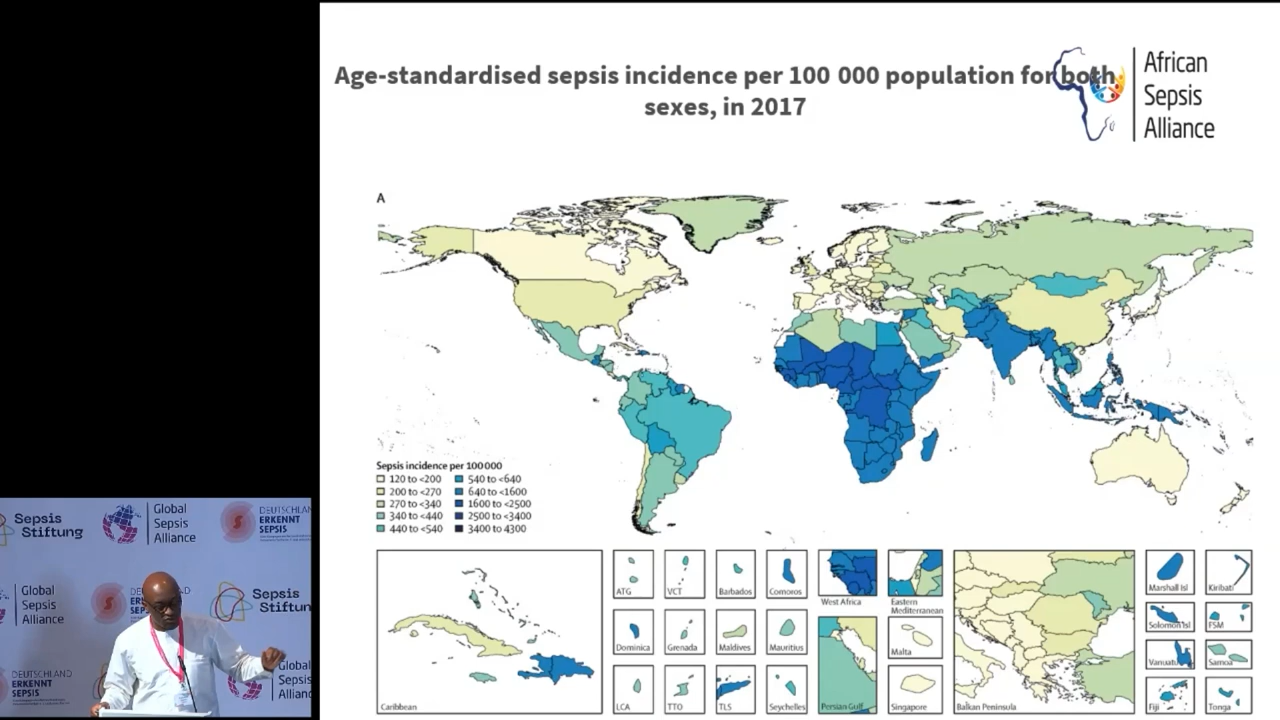 Age-standardised sepsis incidence per 100 000 population for both
sexes, in 2017
African
Sepsis
Alliance
A
Sepsis incidence per 100 000
120 to <200
200 to <270
270 to <340
340 to <440
440 to <540
540 to <640
640 to <1600
1600 to <2500
2500 to <3400
3400 to 4300
Caribbean
ATG
VCT
Barbados
Comoros
West Africa
Eastern
Mediterranean
Dominica
Grenada
Maldives
Mauritius
Malta
LCA
TTO
TLS
Seychelles
Persian Gulf
Singapore
Balkan Peninsula
Marshall Isl
Kiribati
Solomon Isl
FSM
Vanuatu
Samoa
Fiji
Tonga
Sepsis
Stiftung
Global
Sepsis
Alliance
DEUTSCHLAN
ERKENNT
SEPSIS
Global
Sepsis
Alliance
Sepsis
Stiftun
DEUTSCHLAND
ERKENNT
SEPSIS
Global
Sepsis
Allian